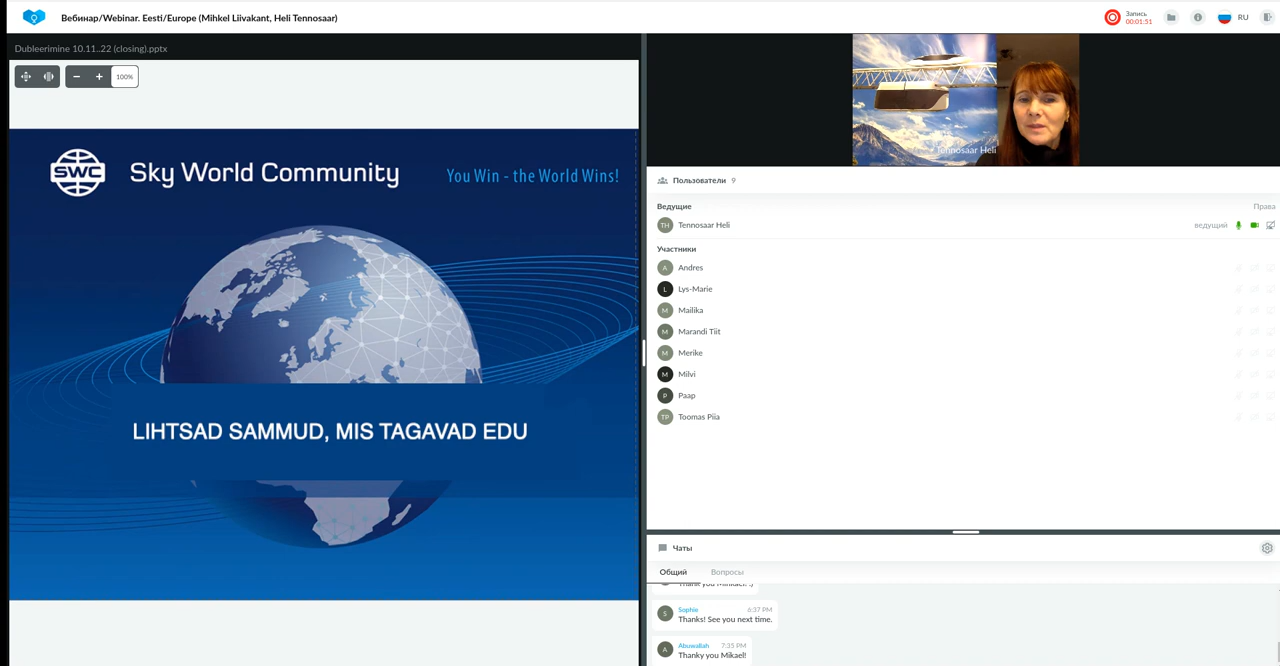 Вебинар/Webinar. Eesti/Europe (Mihkel Liivakant, Heli Tennosaar)
Запись
00:01:51
RU
Dubleerimine 10.11..22 (closing).pptx
100%
SWC
Sky World Community
You Win - the World Wins!
LIHTSAD SAMMUD, MIS TAGAVAD EDU
Tennosaar Heli
Пользователи 9
Ведущие
Права
TH
Tennosaar Heli
ведущий
Участники
A
Andres
L
Lys-Marie
M
Mailika
M
Marandi Tiit
M
Merike
M
Milvi
P
Paap
TP
Toomas Piia
Чаты
Общий
Вопросы
S
Sophie
6:37 PM
Thanks! See you next time.
A
Abuwallah
7:35 PM
Thanky you Mikael!